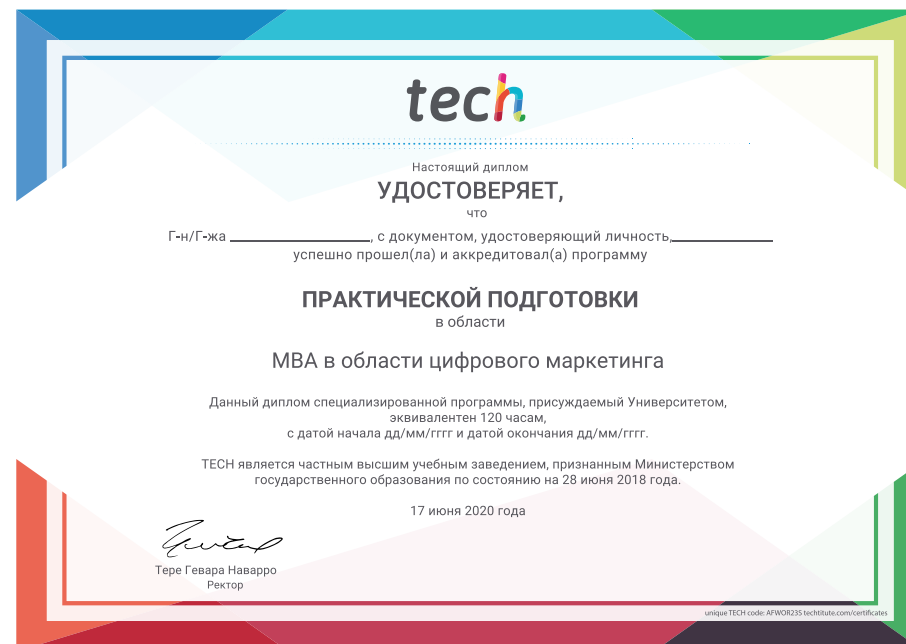 tech
Настоящий диплом
УДОСТОВЕРЯЕТ,
что
Г-н/Г-жа ____________________, с документом, удостоверяющий личность,______________
успешно прошел(ла) и аккредитовал(а) программу
ПРАКТИЧЕСКОЙ ПОДГОТОВКИ
в области
MBA в области цифрового маркетинга
Данный диплом специализированной программы, присуждаемый Университетом,
эквивалентен 120 часам,
с датой начала дд/мм/гггг и датой окончания дд/мм/гггг.
TECH является частным высшим учебным заведением, признанным Министерством
государственного образования по состоянию на 28 июня 2018 года.
17 июня 2020 года
Тере Гевара Наварро
Ректор
unique TECH code: AFWOR23S techtitute.com/certificates